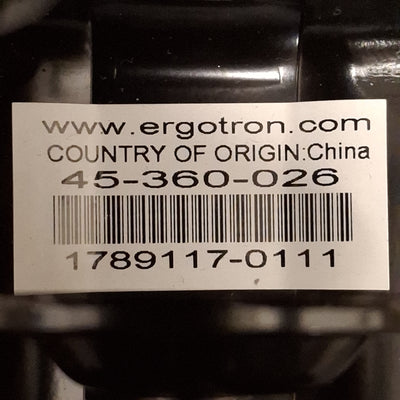 www.ergotron.com
COUNTRY OF ORIGIN:China
45-360-026
1789117-0111